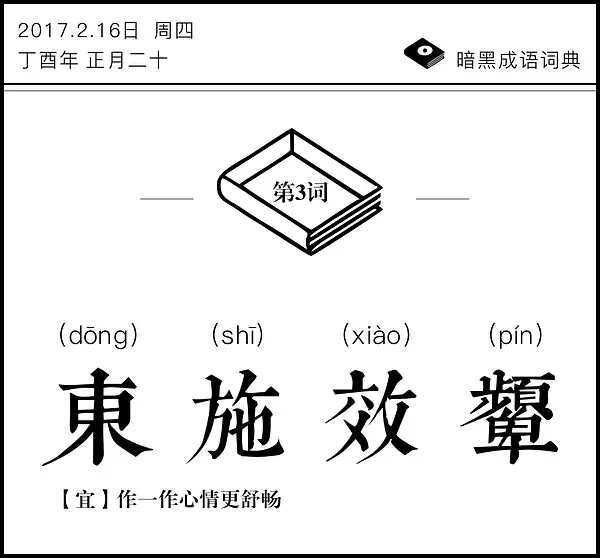 2017.2.16日 周四
丁酉年 正月二十
暗黑成语词典
第3词
(dōng) (shī) (xiào) (pín)
東施效顰
【宜】作一作心情更舒畅